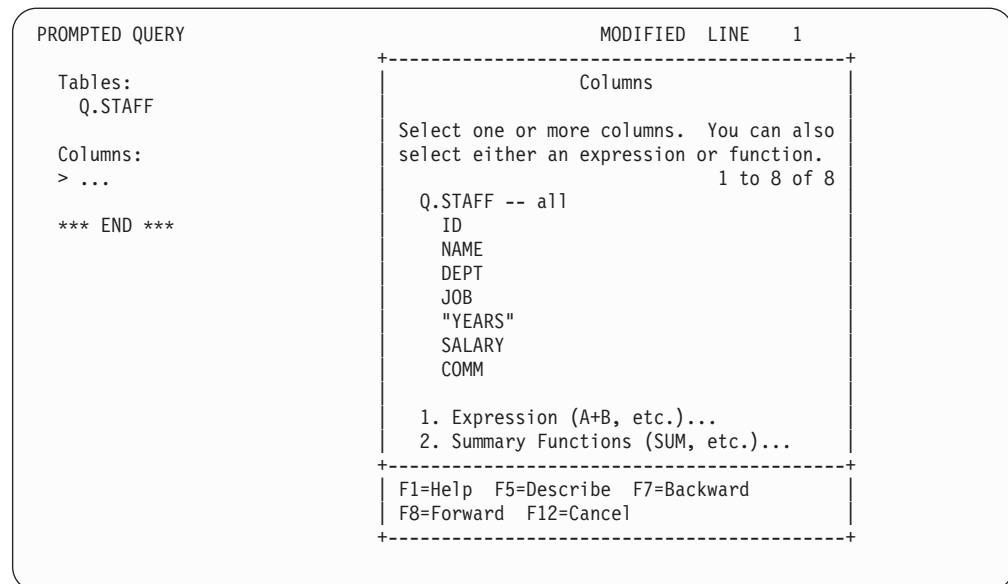 PROMPTED QUERY MODIFIED LINE 1
+-------------------------------------------+
Tables: | Columns |
Q.STAFF | |
| Select one or more columns. You can also |
Columns: | select either an expression or function. |
> ... | 1 to 8 of 8 |
| Q.STAFF -- all |
*** END *** | ID |
| NAME |
| DEPT |
| JOB |
| "YEARS" |
| SALARY |
| COMM |
| |
| 1. Expression (A+B, etc.)... |
| 2. Summary Functions (SUM, etc.)... |
+-------------------------------------------+
| F1=Help F5=Describe F7=Backward |
| F8=Forward F12=Cancel |
+-------------------------------------------+